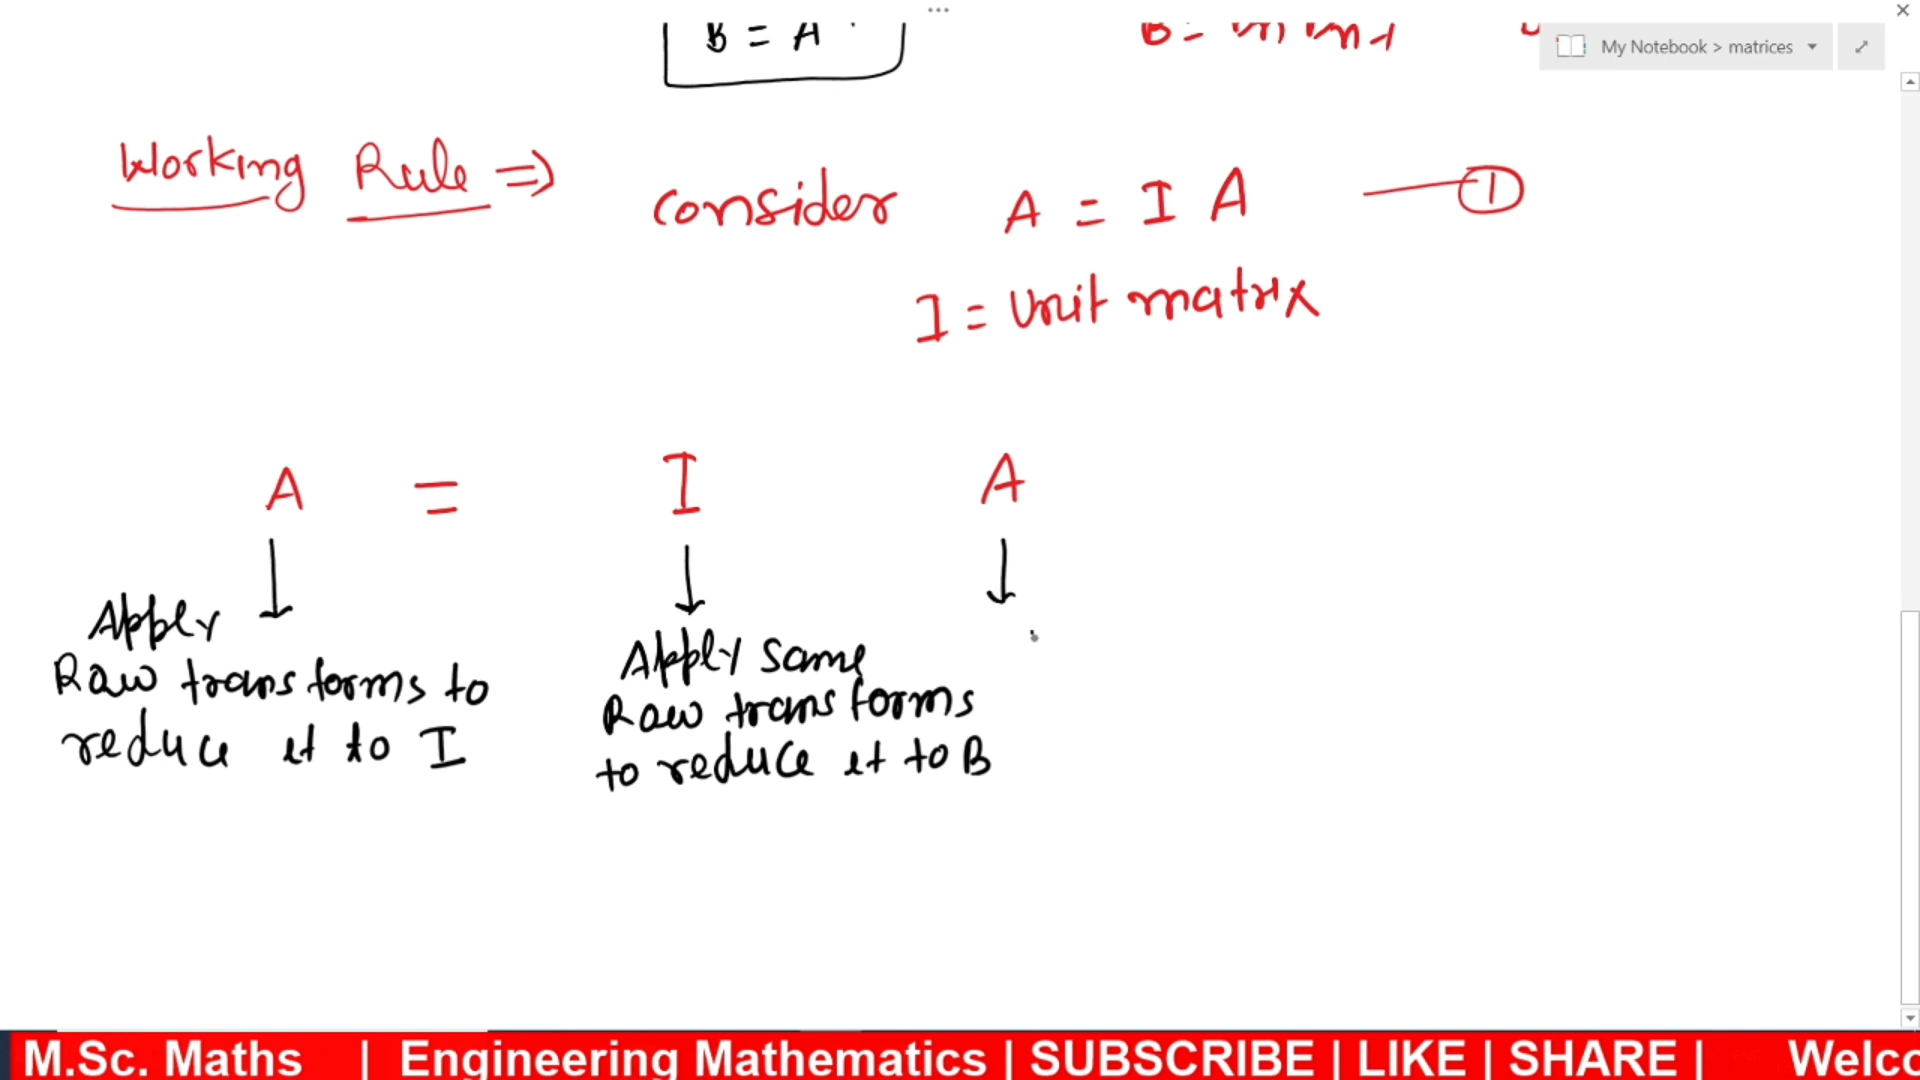 B = A
My Notebook > matrices
Working Rule ⇒ consider A = I A — ①
I = Unit matrix
A = I A
Apply
Raw transforms to
reduce it to I
Apply same
Raw transforms
to reduce it to B
M.Sc. Maths | Engineering Mathematics | SUBSCRIBE | LIKE | SHARE | Welco